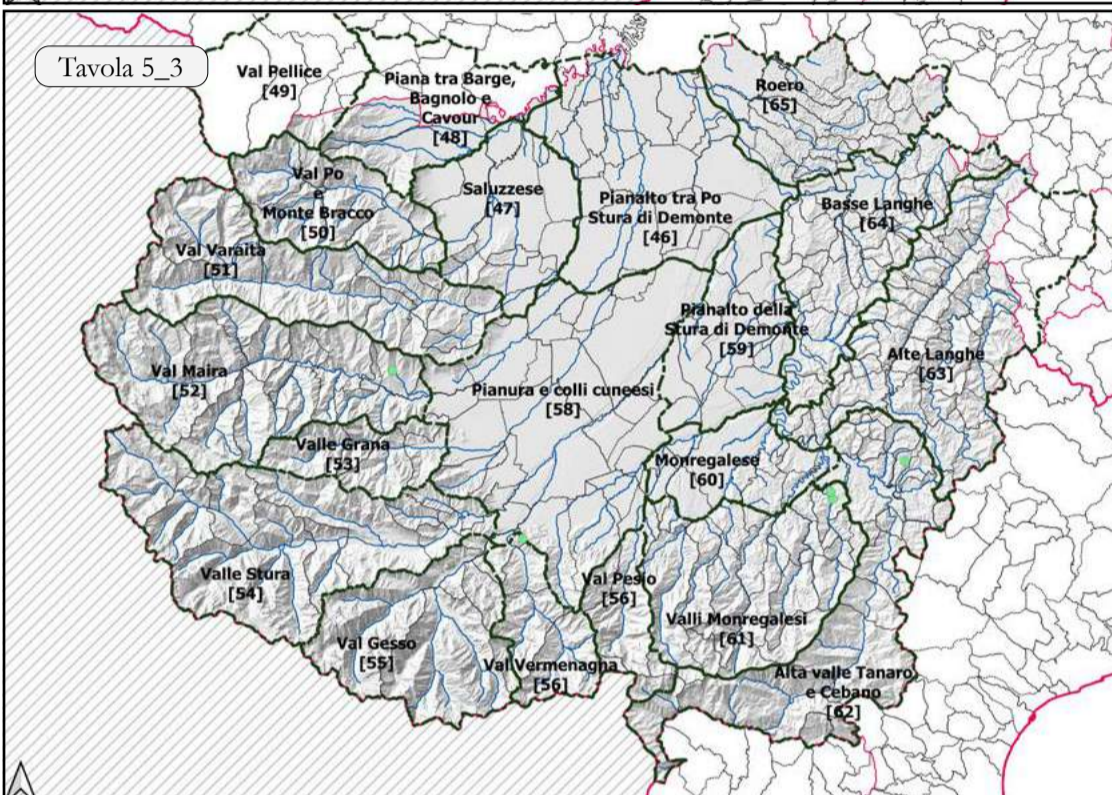 Tavola 5_3
Val Pellice
[49]
Piana tra Barge,
Bagnolo e
Cavour
[48]
Roero
[65]
Val Po
e
Monte Bracco
[50]
Saluzzese
[47]
Pianalto tra Po
Stura di Demonte
[46]
Basse Langhe
[64]
Val Varaita
[51]
Pianalto della
Stura di Demonte
[59]
Alte Langhe
[63]
Val Maira
[52]
Pianura e colli cuneesi
[58]
Valle Grana
[53]
Monregalese
[60]
Valle Stura
[54]
Val Pesio
[56]
Valli Monregalesi
[61]
Val Gesso
[55]
Val Vermenagna
[56]
Alta valle Tanaro
e Cebano
[62]